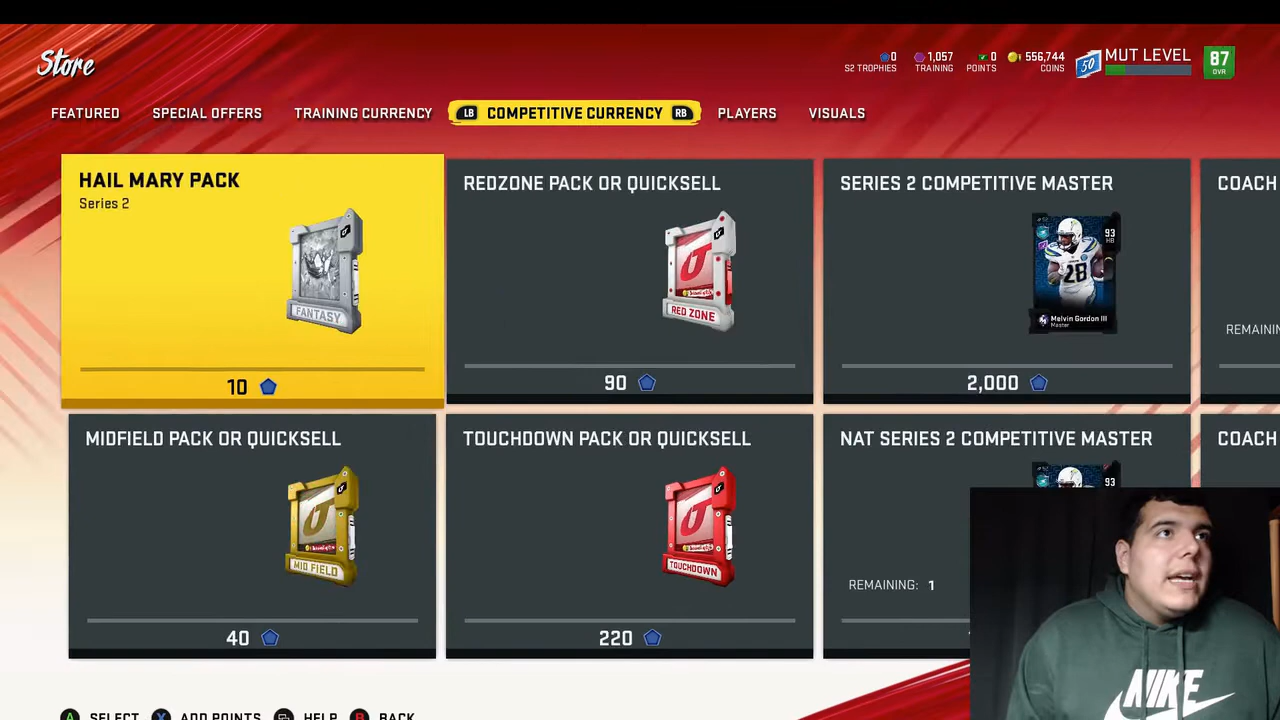 Store
0
S2 TROPHIES
1,057
TRAINING
0
POINTS
556,744
COINS
50
MUT LEVEL
87
OVR
FEATURED
SPECIAL OFFERS
TRAINING CURRENCY
LB
COMPETITIVE CURRENCY
RB
PLAYERS
VISUALS
HAIL MARY PACK
Series 2
FANTASY
10
REDZONE PACK OR QUICKSELL
RED ZONE
90
SERIES 2 COMPETITIVE MASTER
93
HB
28
Melvin Gordon III
Master
2,000
COACH
REMAININ
MIDFIELD PACK OR QUICKSELL
MID FIELD
40
TOUCHDOWN PACK OR QUICKSELL
TOUCHDOWN
220
NAT SERIES 2 COMPETITIVE MASTER
93
REMAINING: 1
COACH
NIKE
A SELECT
X ADD POINTS
HELP
B BACK